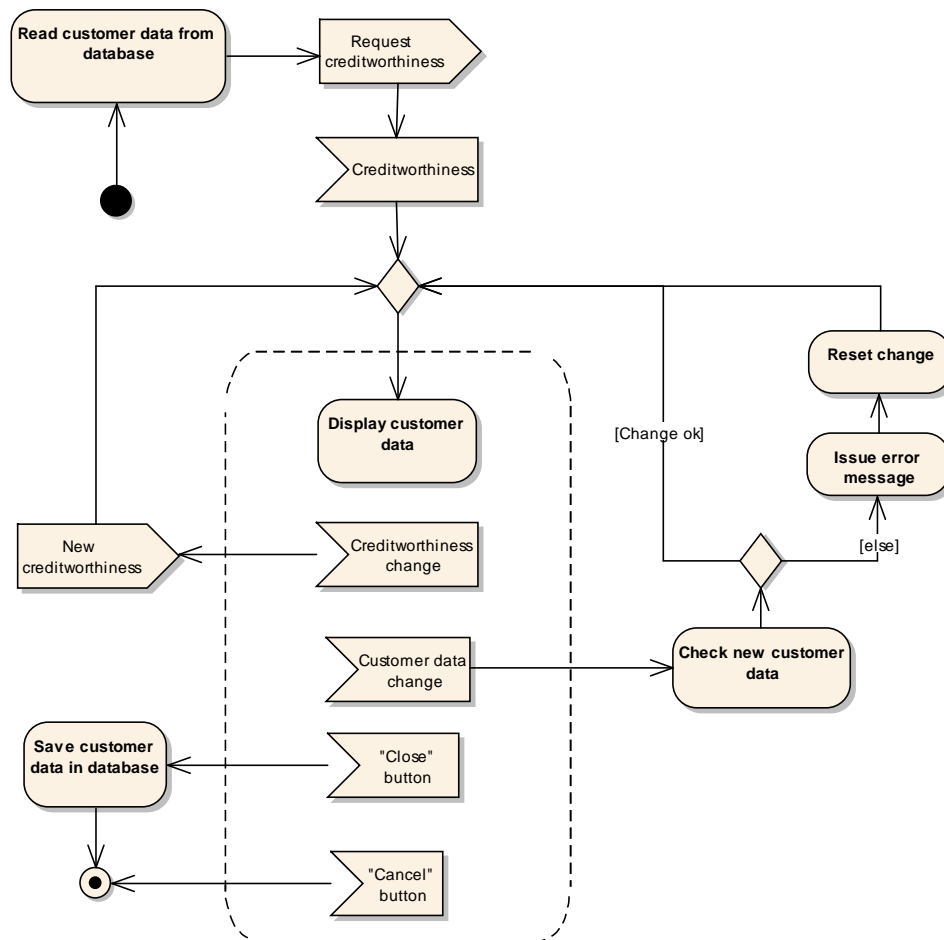 Read customer data from
database
Request
creditworthiness
Creditworthiness
Reset change
Display customer
data
[Change ok]
Issue error
message
New
creditworthiness
Creditworthiness
change
[else]
Customer data
change
Check new customer
data
Save customer
data in database
"Close"
button
"Cancel"
button